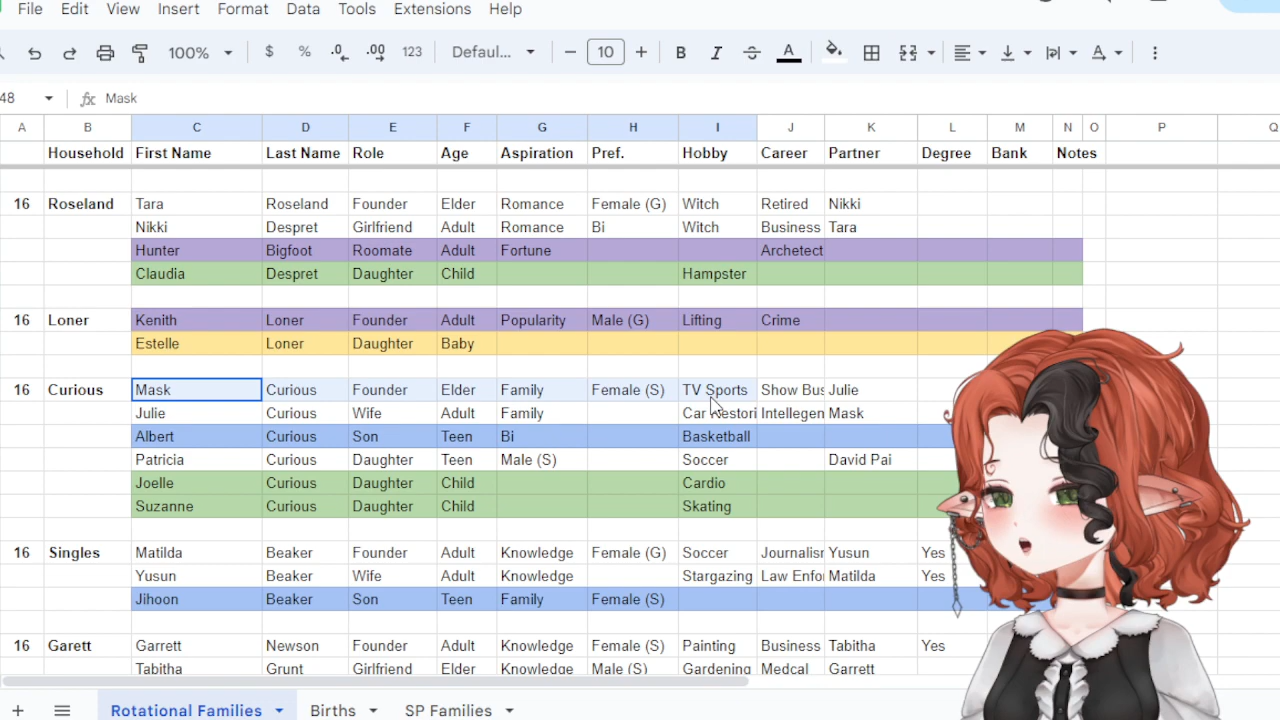 File Edit View Insert Format Data Tools Extensions Help
100% $ % .0 .00 123 Defaul... 10 B I A A
48 fx Mask
A B C D E F G H I J K L M N O P Q
Household First Name Last Name Role Age Aspiration Pref. Hobby Career Partner Degree Bank Notes
16 Roseland Tara Roseland Founder Elder Romance Female (G) Witch Retired Nikki
Nikki Despret Girlfriend Adult Romance Bi Witch Business Tara
Hunter Bigfoot Roomate Adult Fortune Archetect
Claudia Despret Daughter Child Hampster
16 Loner Kenith Loner Founder Adult Popularity Male (G) Lifting Crime
Estelle Loner Daughter Baby
16 Curious Mask Curious Founder Elder Family Female (S) TV Sports Show Bus Julie
Julie Curious Wife Adult Family Car Restori Intellegen Mask
Albert Curious Son Teen Bi Basketball
Patricia Curious Daughter Teen Male (S) Soccer David Pai
Joelle Curious Daughter Child Cardio
Suzanne Curious Daughter Child Skating
16 Singles Matilda Beaker Founder Adult Knowledge Female (G) Soccer Journalism Yusun Yes
Yusun Beaker Wife Adult Knowledge Stargazing Law Enfo Matilda Yes
Jihoon Beaker Son Teen Family Female (S)
16 Garett Garrett Newson Founder Adult Knowledge Female (S) Painting Business Tabitha Yes
Tabitha Grunt Girlfriend Elder Knowledge Male (S) Gardening Medcal Garrett
+ Rotational Families Births SP Families